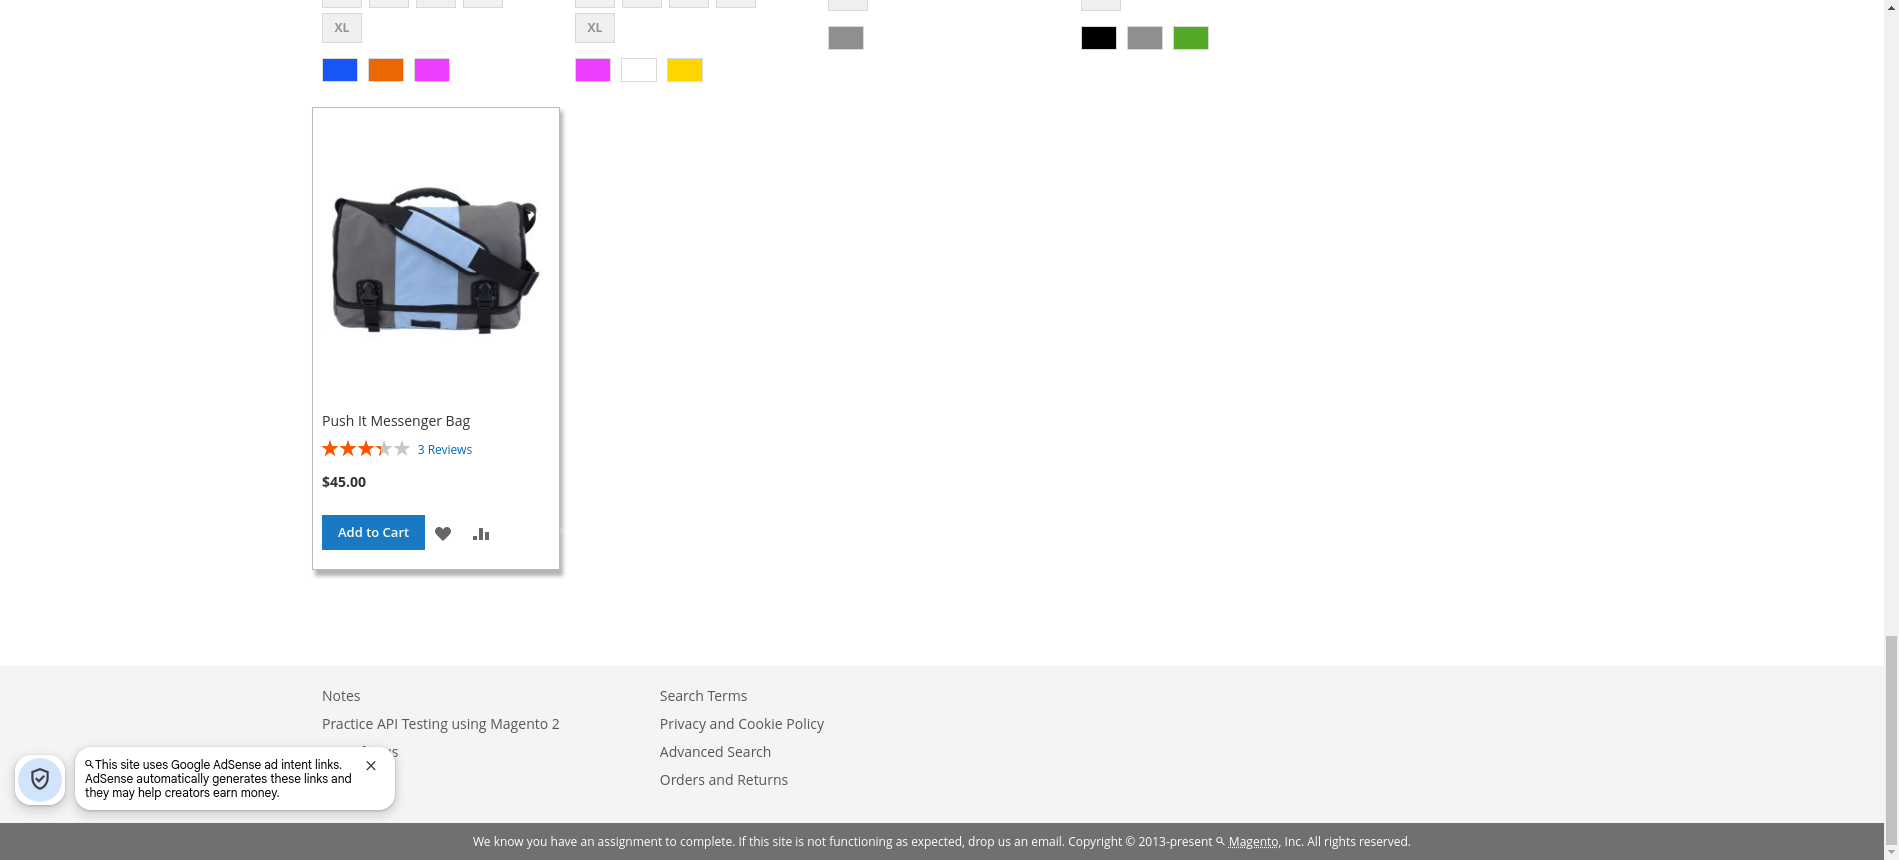 XL
XL
Push It Messenger Bag
3 Reviews
$45.00
Add to Cart
Notes
Practice API Testing using Magento 2
Search Terms
Privacy and Cookie Policy
Advanced Search
Orders and Returns
This site uses Google AdSense ad intent links.
AdSense automatically generates these links and
they may help creators earn money.
We know you have an assignment to complete. If this site is not functioning as expected, drop us an email. Copyright © 2013-present Magento, Inc. All rights reserved.